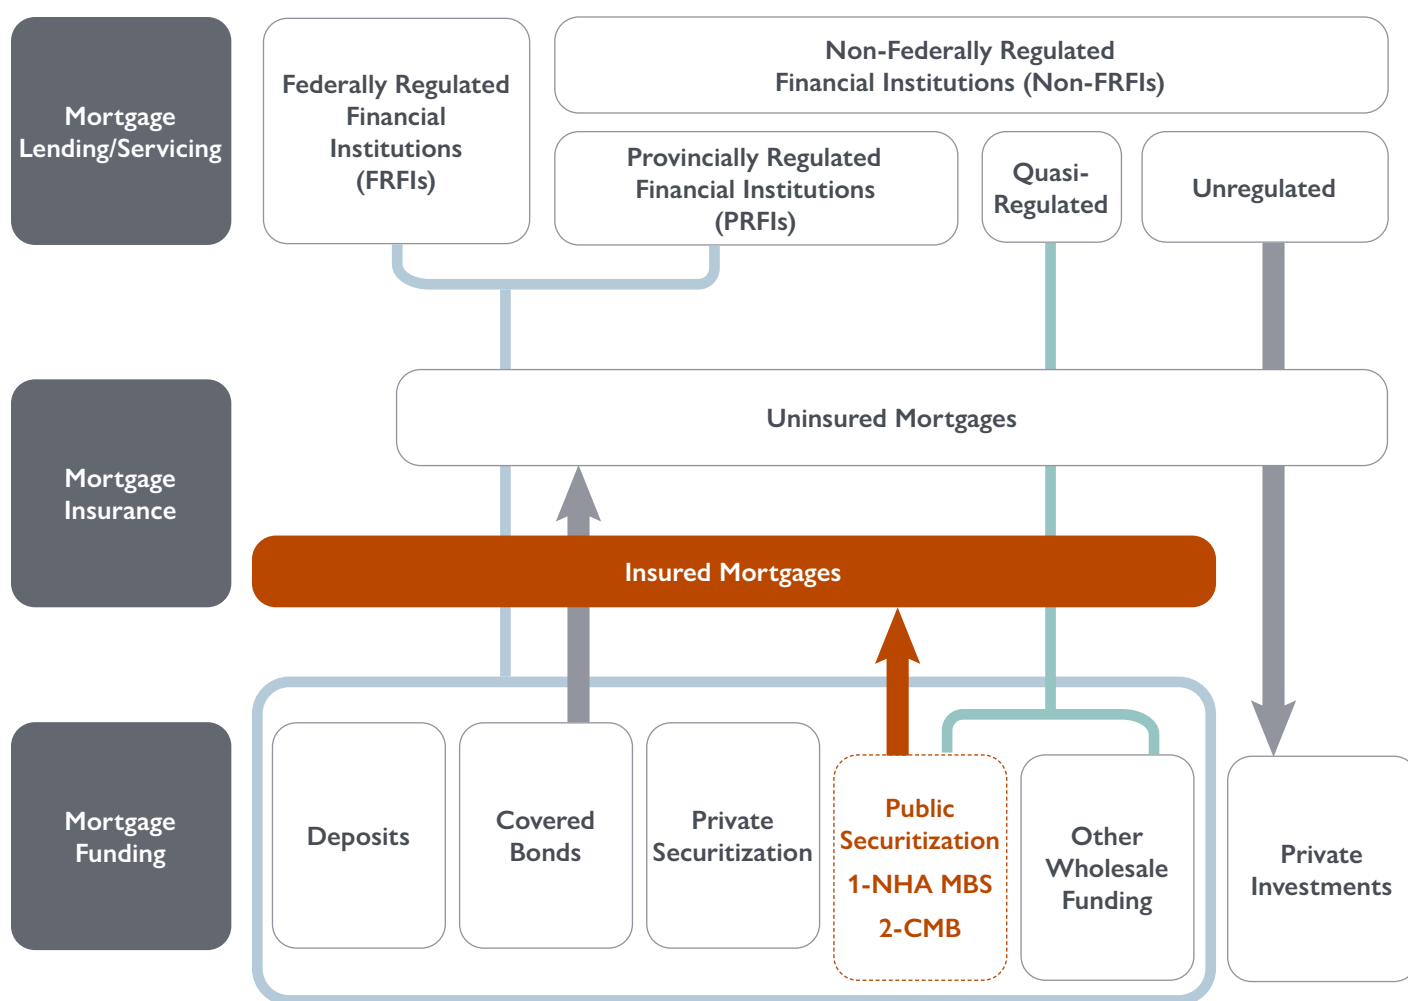 Mortgage
Lending/Servicing
Federally Regulated
Financial
Institutions
(FRFIs)
Non-Federally Regulated
Financial Institutions (Non-FRFIs)
Provincially Regulated
Financial Institutions
(PRFIs)
Quasi-
Regulated
Unregulated
Mortgage
Insurance
Uninsured Mortgages
Insured Mortgages
Mortgage
Funding
Deposits
Covered
Bonds
Private
Securitization
Public
Securitization
1-NHA MBS
2-CMB
Other
Wholesale
Funding
Private
Investments